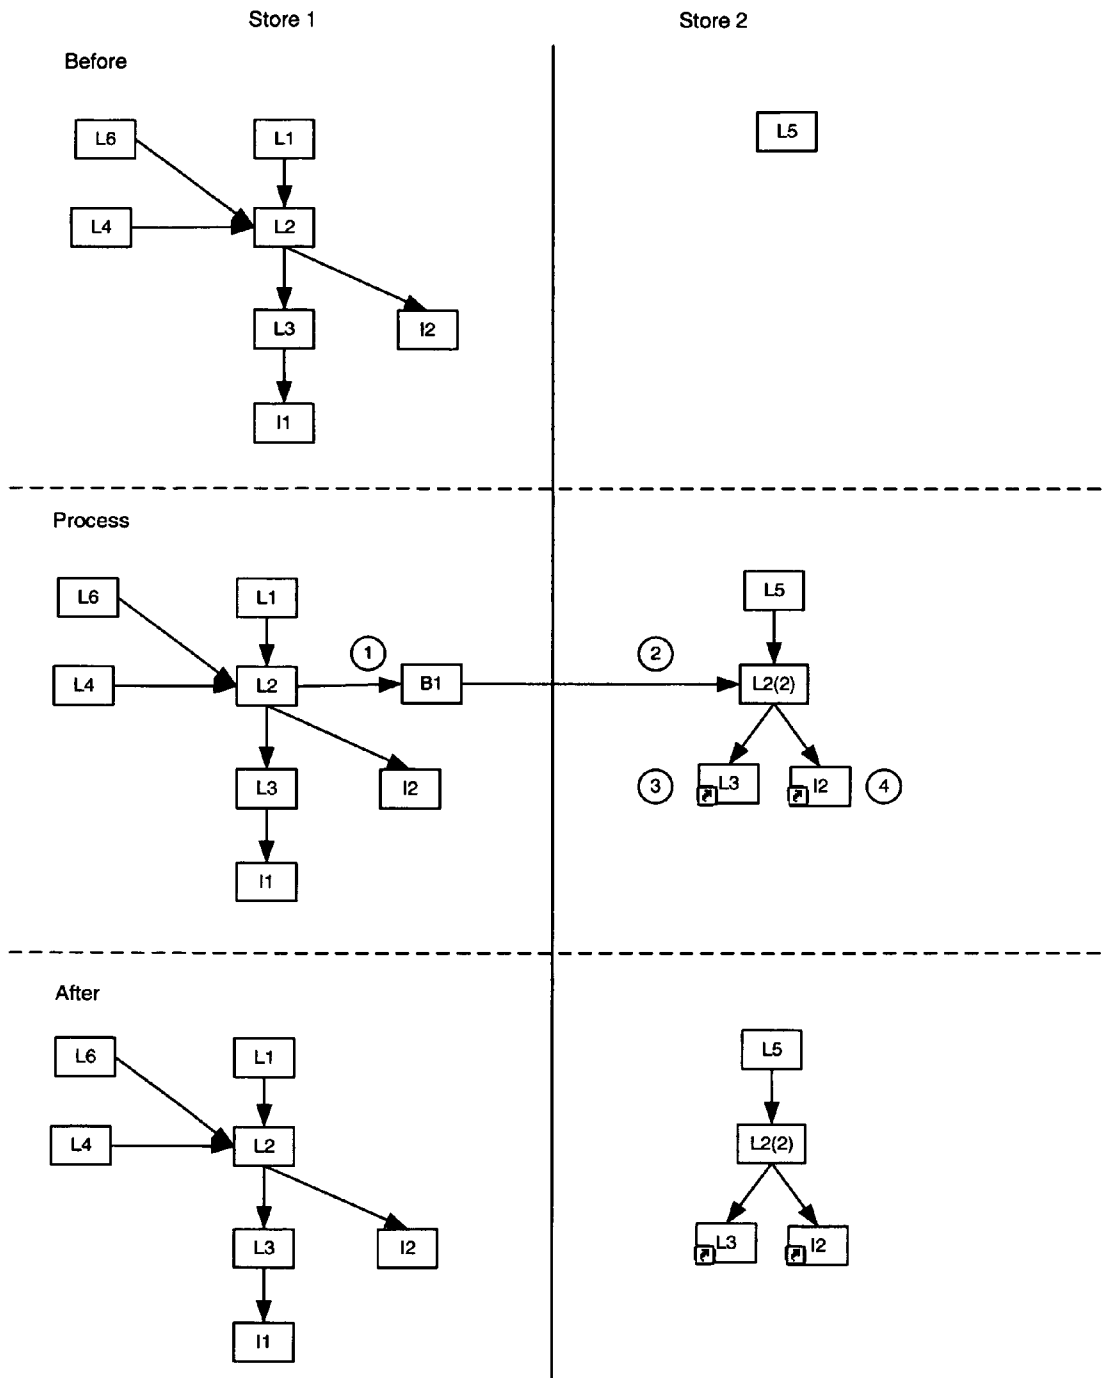 Store 1 Store 2
Before
L6 L1 L5
L4 L2
L3 I2
I1
Process
L6 L1 L5
1 2
L4 L2 B1 L2(2)
L3 I2 3 L3 I2 4
I1
After
L6 L1 L5
L4 L2 L2(2)
L3 I2 L3 I2
I1